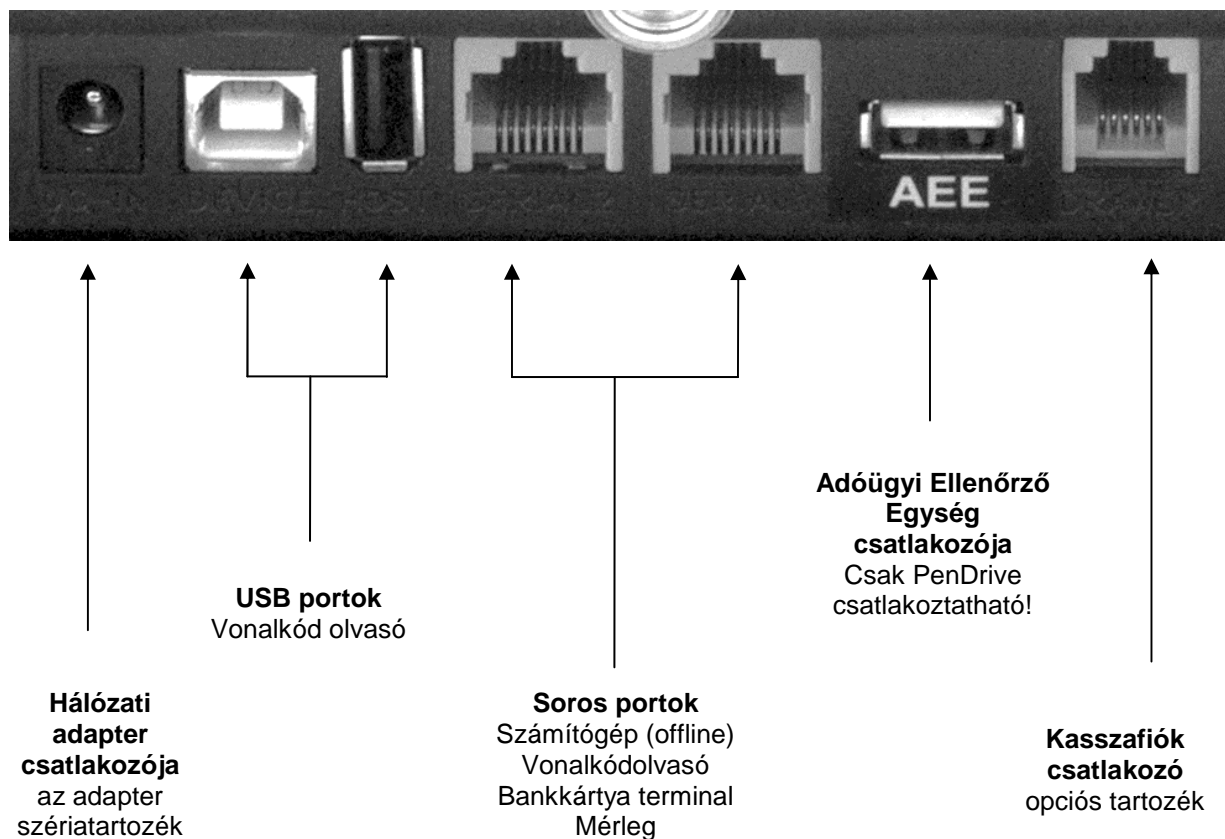 AEE
Adóügyi Ellenőrző
Egység
csatlakozója
Csak PenDrive
csatlakoztatható!
USB portok
Vonalkód olvasó
Hálózati
adapter
csatlakozója
az adapter
szériatartozék
Soros portok
Számítógép (offline)
Vonalkódolvasó
Bankkártya terminal
Mérleg
Kasszafiók
csatlakozó
opciós tartozék